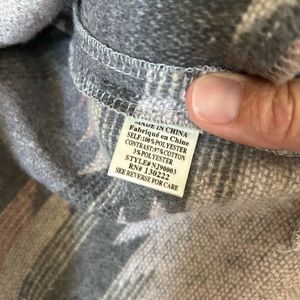 MADE IN CHINA
Fabriqué en Chine
SELF:100%POLYESTER
CONTRAST:97%COTTON
3%POLYESTER
STYLE#NJ90003
RN# 130222
SEE REVERSE FOR CARE